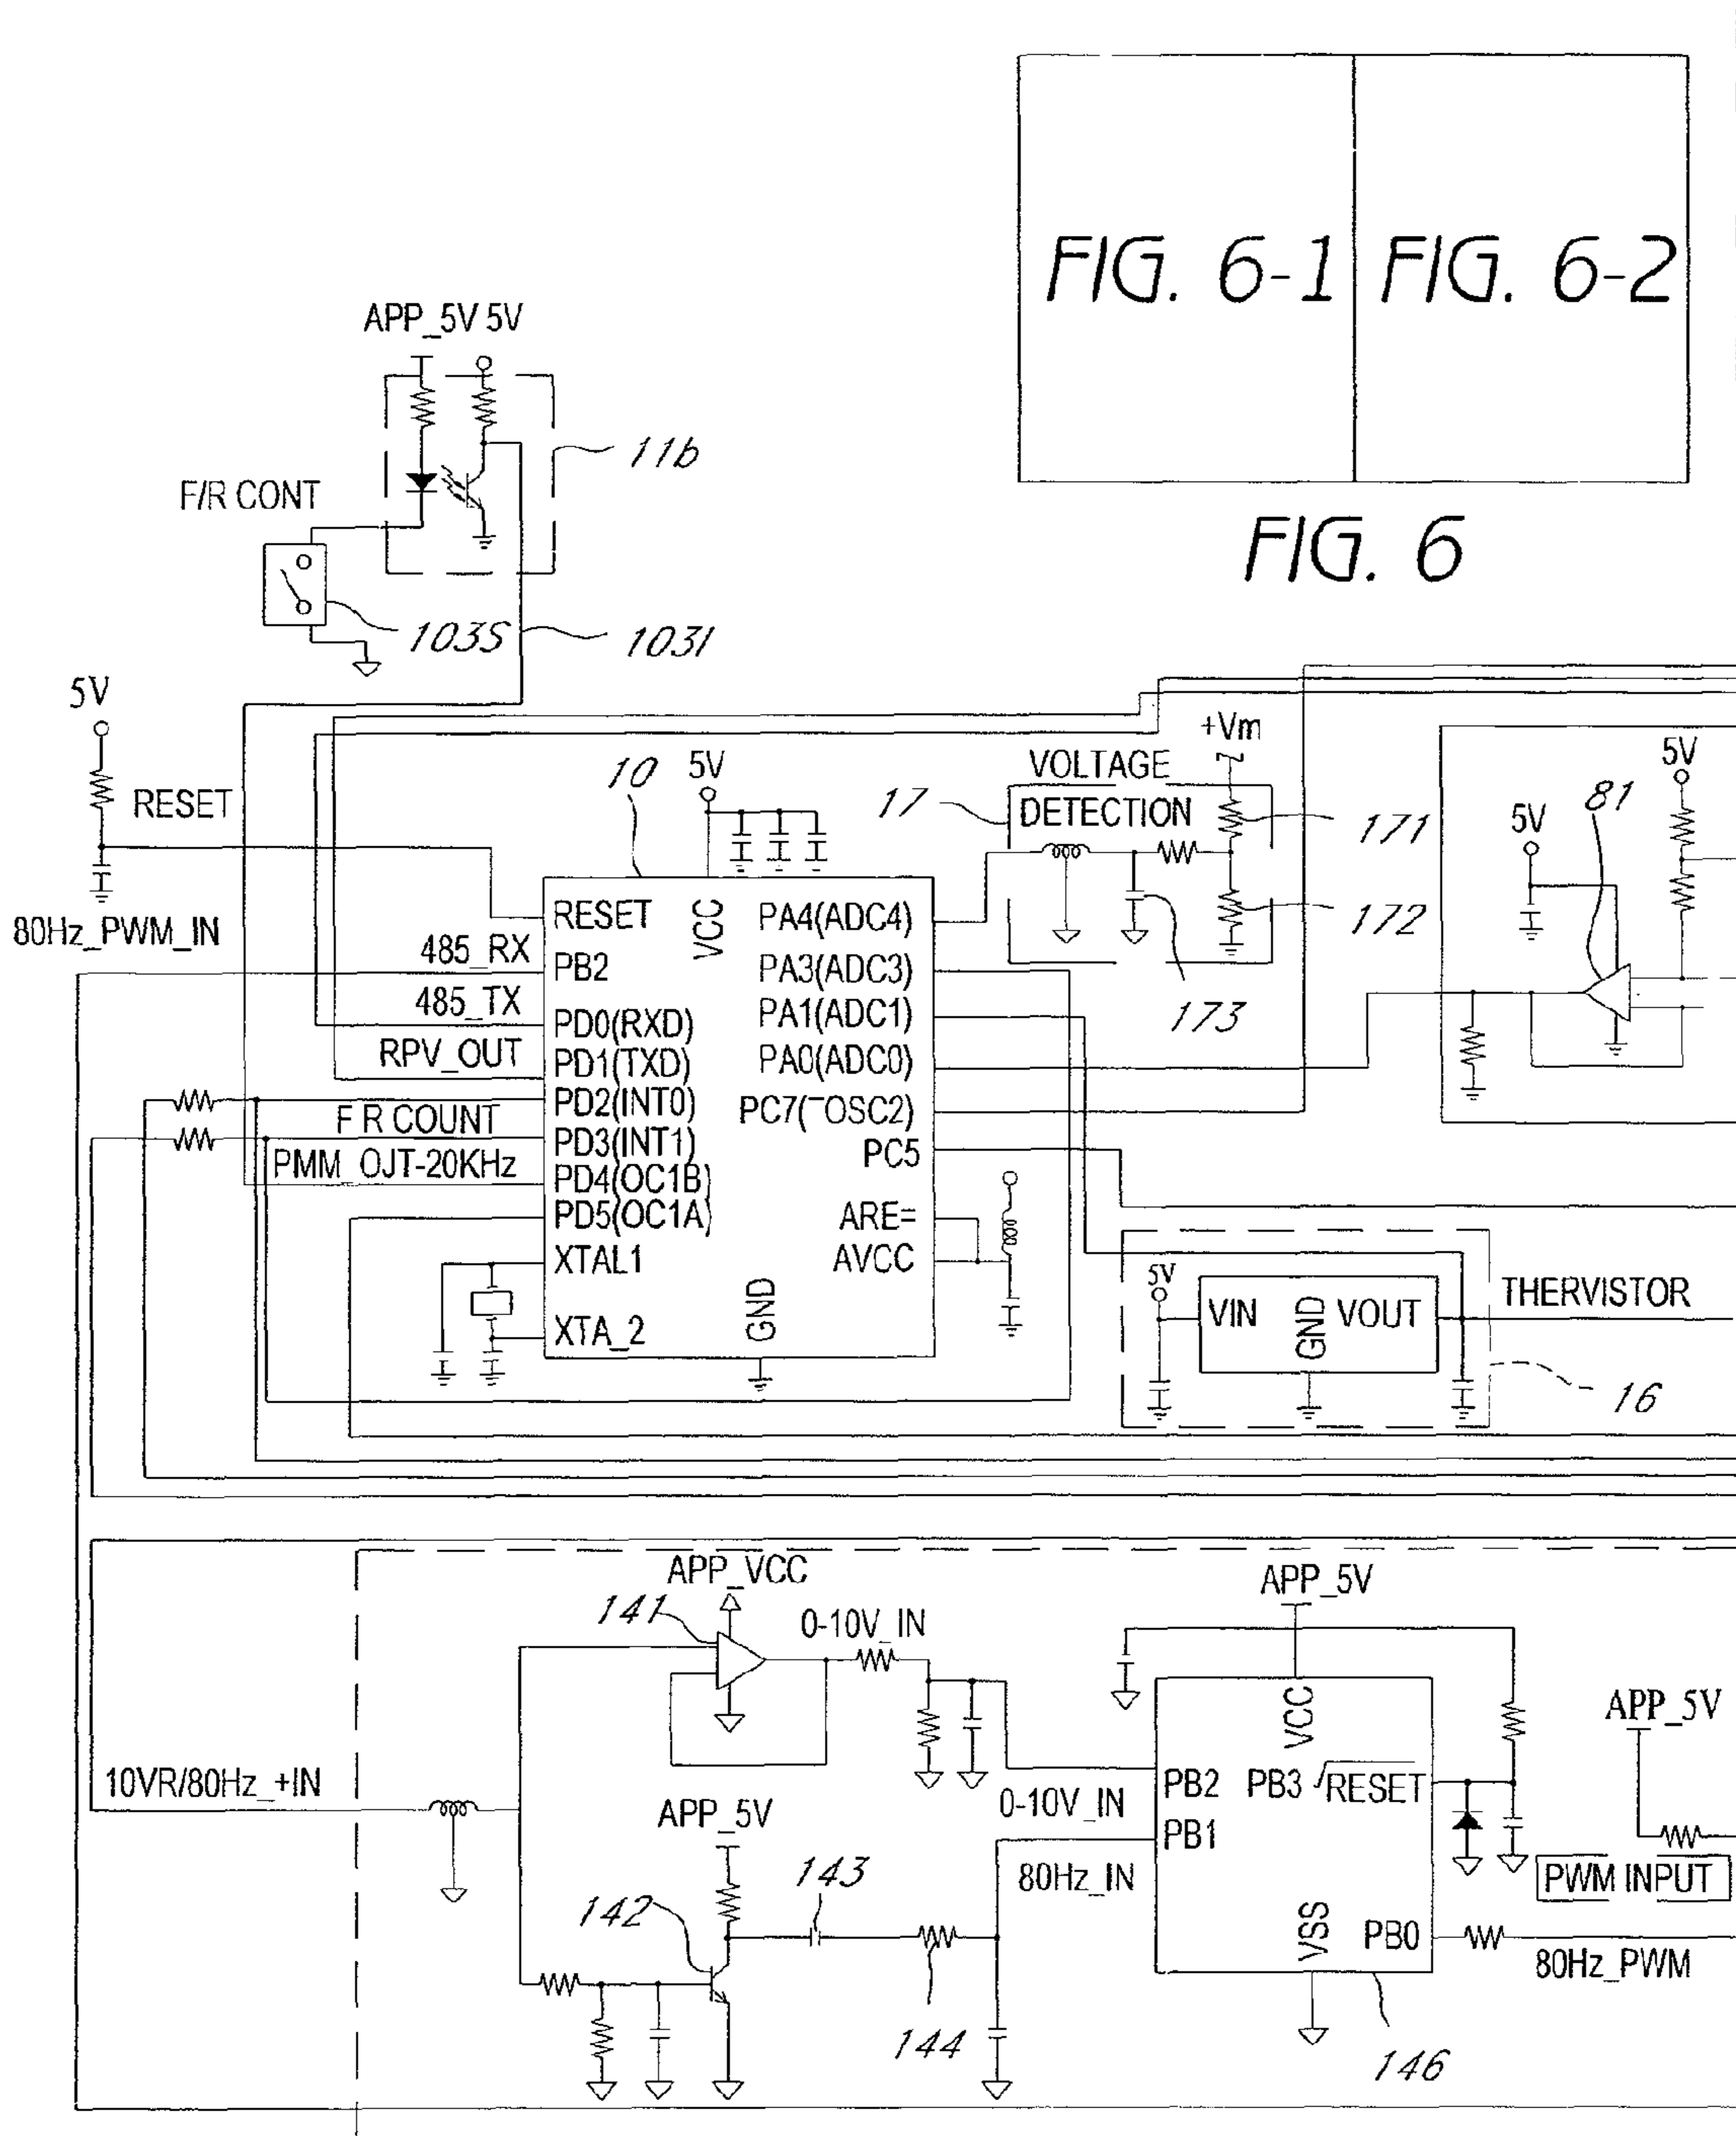 FIG. 6-1
FIG. 6-2
FIG. 6
APP_5V 5V
11b
F/R CONT
103S
103I
5V
RESET
80Hz_PWM_IN
10
5V
VOLTAGE
DETECTION
17
+Vm
171
172
173
5V
5V
81
RESET
VCC
PA4(ADC4)
485_RX
PB2
PA3(ADC3)
485_TX
PD0(RXD)
PA1(ADC1)
RPV_OUT
PD1(TXD)
PA0(ADC0)
PD2(INT0)
PC7(¯OSC2)
F R COUNT
PD3(INT1)
PC5
PMM_OJT-20KHz
PD4(OC1B)
PD5(OC1A)
ARE=
XTAL1
AVCC
XTA_2
GND
5V
VIN
GND
VOUT
THERVISTOR
16
APP_VCC
141
0-10V_IN
APP_5V
VCC
APP_5V
10VR/80Hz_+IN
PB2
PB3
√RESET
0-10V_IN
PB1
APP_5V
143
80Hz_IN
PWM INPUT
142
VSS
PB0
80Hz_PWM
144
146